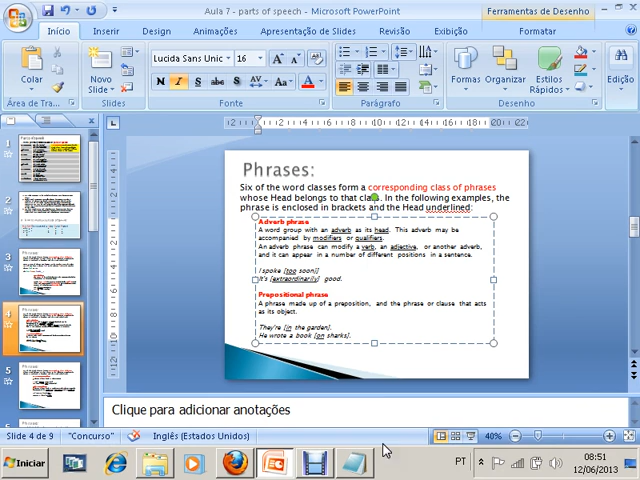 Aula 7 - parts of speech - Microsoft PowerPoint
Ferramentas de Desenho
Início Inserir Design Animações Apresentação de Slides Revisão Exibição Formatar
Colar
Novo Slide
Lucida Sans Unic 16
N I S abc S AV Aa A
Formas Organizar Estilos Rápidos Edição
Área de Tra... Slides Fonte Parágrafo Desenho
Phrases:
Six of the word classes form a corresponding class of phrases
whose Head belongs to that class. In the following examples, the
phrase is enclosed in brackets and the Head underlined:
Adverb phrase
A word group with an adverb as its head. This adverb may be
accompanied by modifiers or qualifiers.
An adverb phrase can modify a verb, an adjective, or another adverb,
and it can appear in a number of different positions in a sentence.
I spoke [too soon)]
It's [extraordinarily] good.
Prepositional phrase
A phrase made up of a preposition, and the phrase or clause that acts
as its object.
They're [in the garden].
He wrote a book [on sharks].
1
2
3
4
5
Clique para adicionar anotações
Slide 4 de 9 "Concurso" Inglês (Estados Unidos) 40%
Iniciar PT 08:51
12/06/2013